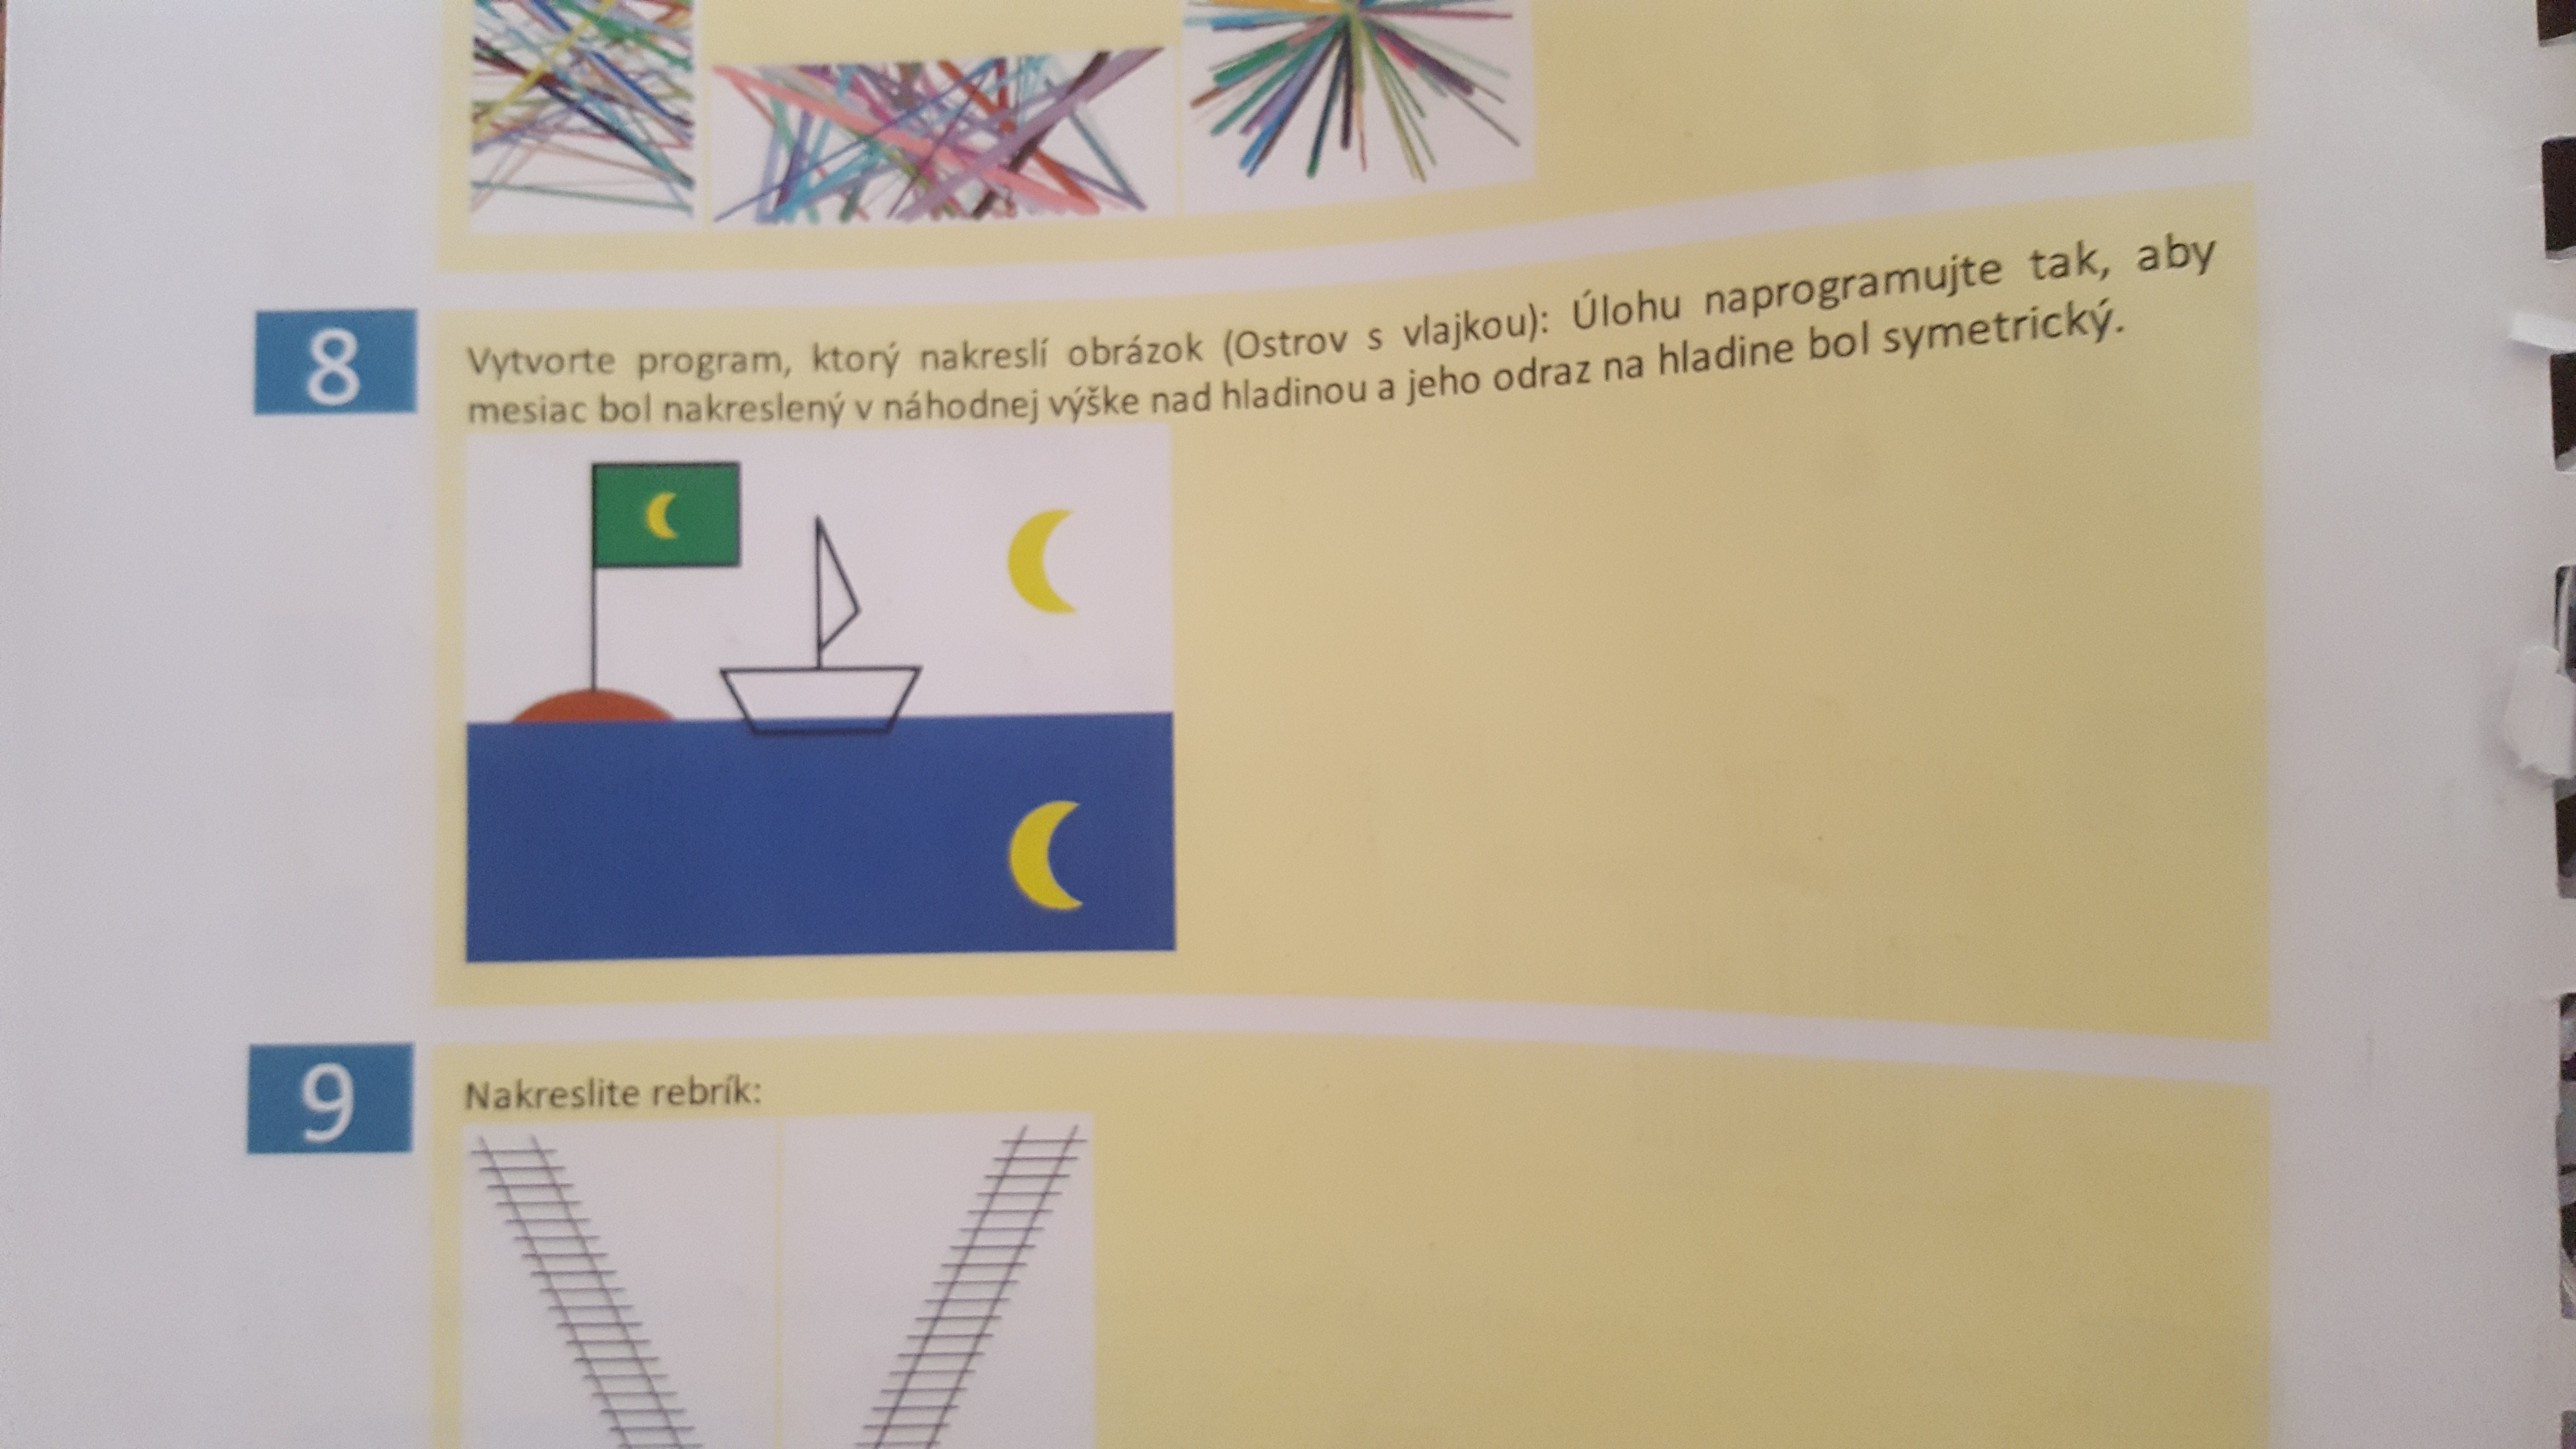 8
Vytvorte program, ktorý nakreslí obrázok (Ostrov s vlajkou): Úlohu naprogramujte tak, aby
mesiac bol nakreslený v náhodnej výške nad hladinou a jeho odraz na hladine bol symetrický.
9
Nakreslite rebrík: